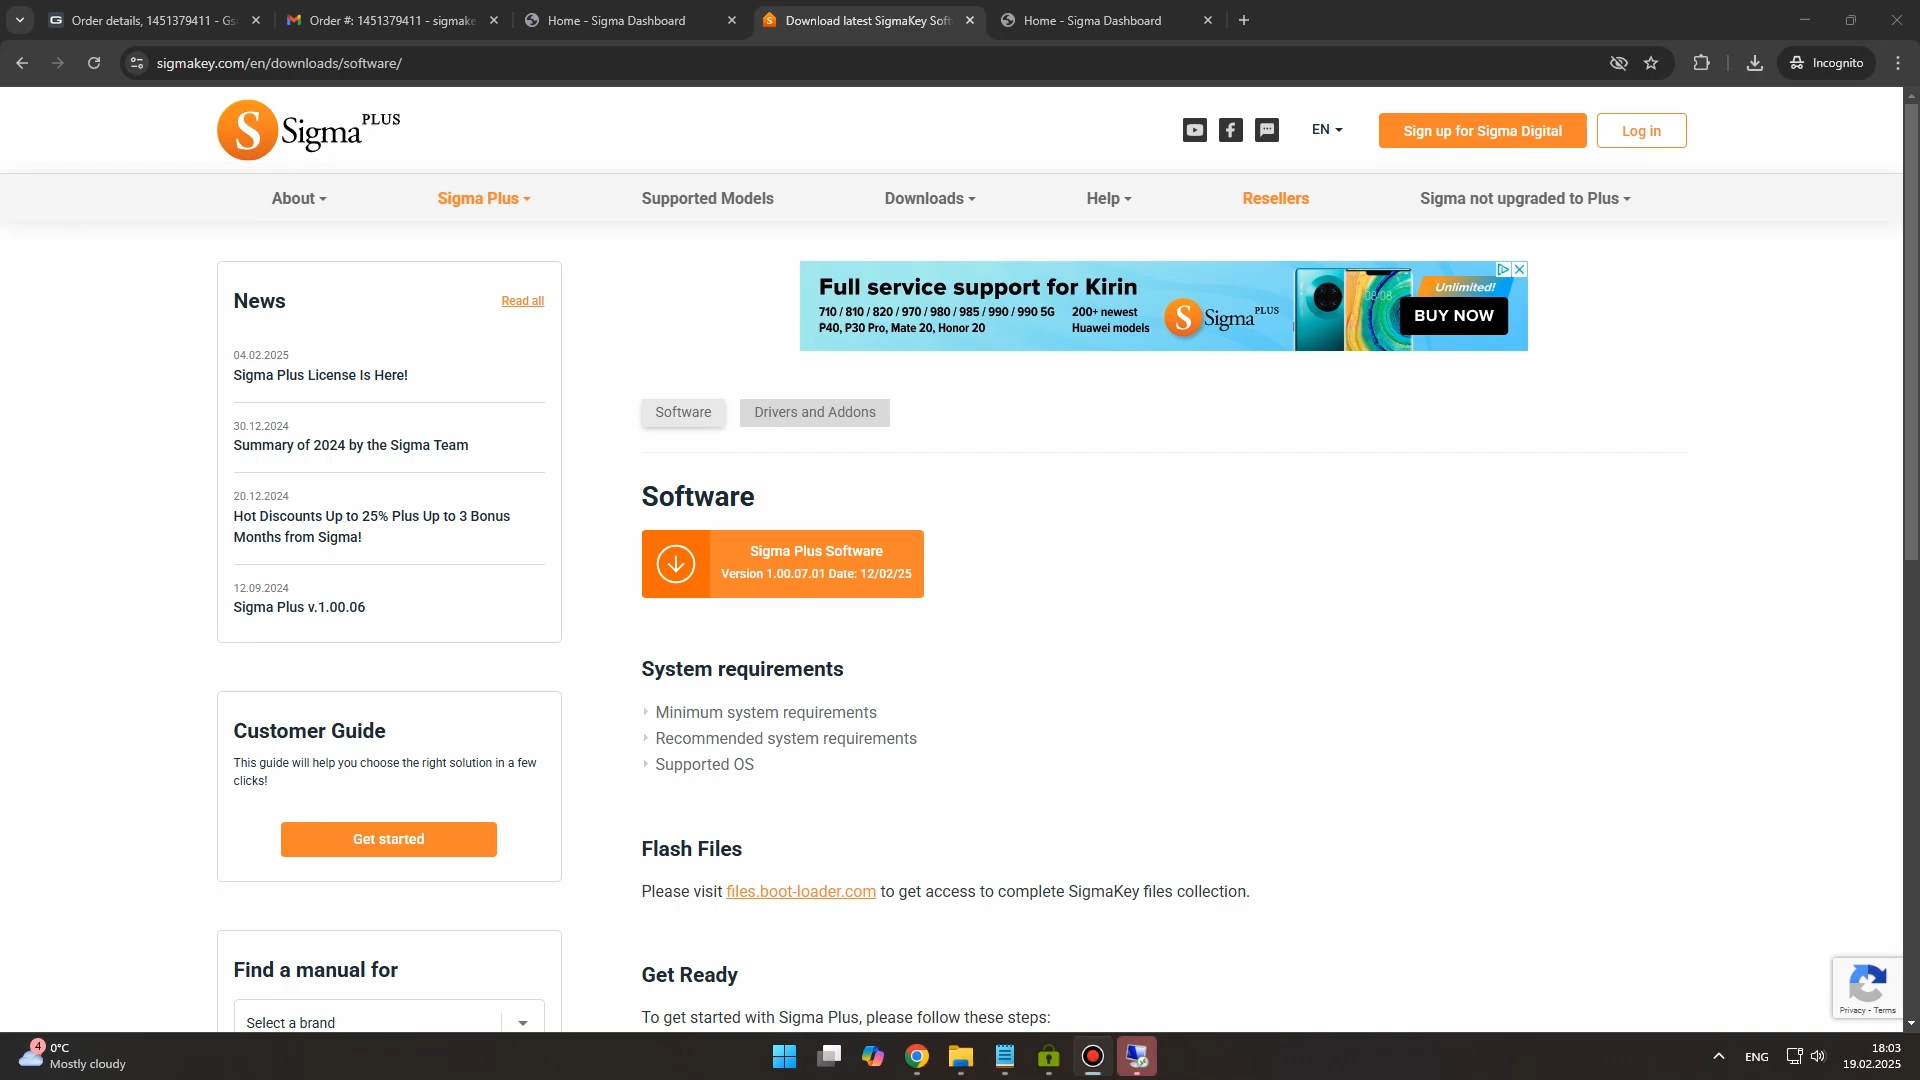 Order details, 1451379411 - Gs
Order #: 1451379411 - sigmake
Home - Sigma Dashboard
Download latest SigmaKey Soft
Home - Sigma Dashboard
sigmakey.com/en/downloads/software/
Incognito
S Sigma PLUS
EN
Sign up for Sigma Digital
Log in
About
Sigma Plus
Supported Models
Downloads
Help
Resellers
Sigma not upgraded to Plus
News
Read all
04.02.2025
Sigma Plus License Is Here!
30.12.2024
Summary of 2024 by the Sigma Team
20.12.2024
Hot Discounts Up to 25% Plus Up to 3 Bonus
Months from Sigma!
12.09.2024
Sigma Plus v.1.00.06
Customer Guide
This guide will help you choose the right solution in a few
clicks!
Get started
Find a manual for
Select a brand
Full service support for Kirin
710 / 810 / 820 / 970 / 980 / 985 / 990 / 990 5G
P40, P30 Pro, Mate 20, Honor 20
200+ newest
Huawei models
S Sigma PLUS
08:08
Unlimited!
BUY NOW
Software
Drivers and Addons
Software
Sigma Plus Software
Version 1.00.07.01 Date: 12/02/25
System requirements
Minimum system requirements
Recommended system requirements
Supported OS
Flash Files
Please visit files.boot-loader.com to get access to complete SigmaKey files collection.
Get Ready
To get started with Sigma Plus, please follow these steps:
Privacy - Terms
4
0°C
Mostly cloudy
ENG
18:03
19.02.2025